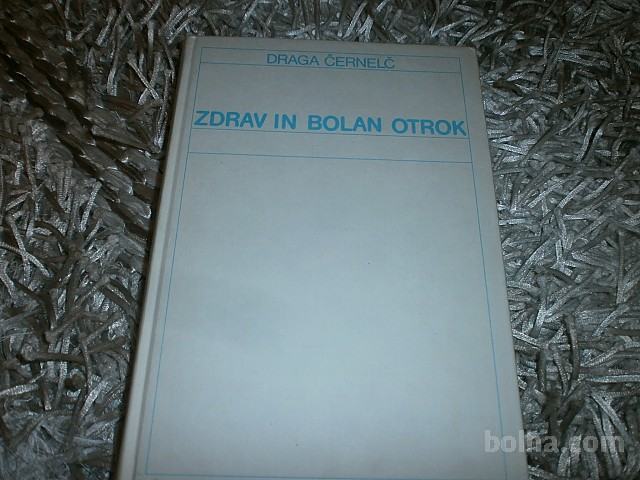 DRAGA ČERNELČ
ZDRAV IN BOLAN OTROK
bolha.com